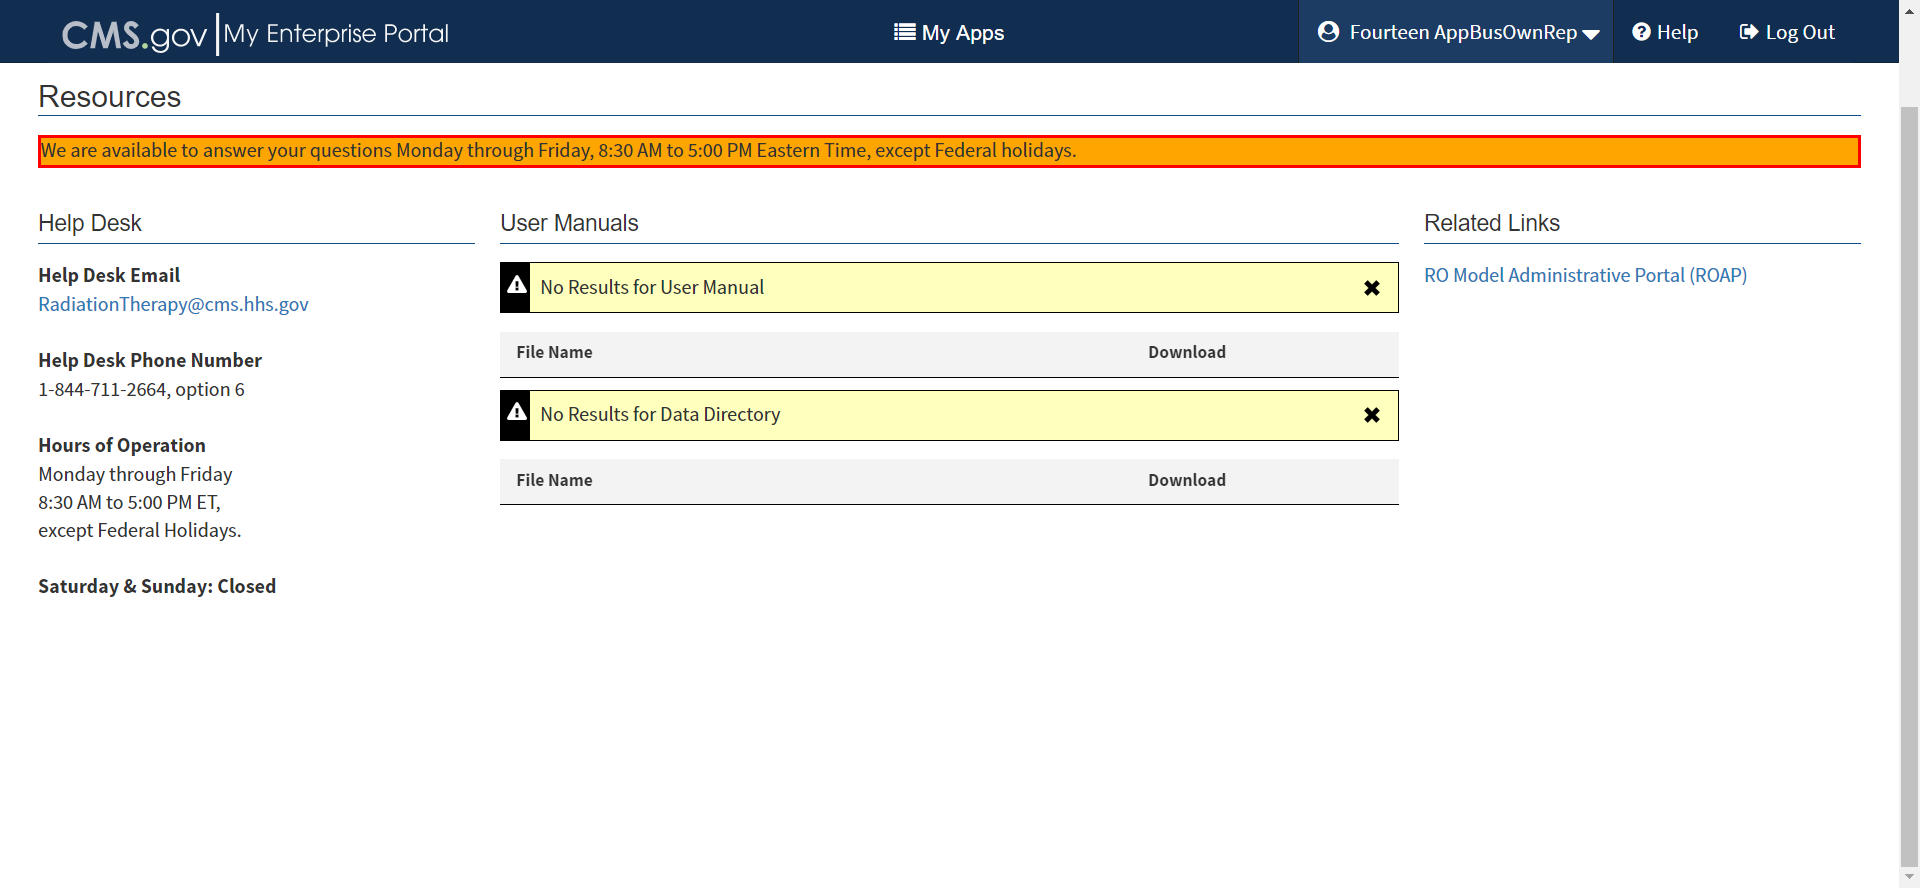 CMS.gov My Enterprise Portal
My Apps
Fourteen AppBusOwnRep
Help
Log Out
Resources
We are available to answer your questions Monday through Friday, 8:30 AM to 5:00 PM Eastern Time, except Federal holidays.
Help Desk
Help Desk Email
RadiationTherapy@cms.hhs.gov
Help Desk Phone Number
1-844-711-2664, option 6
Hours of Operation
Monday through Friday
8:30 AM to 5:00 PM ET,
except Federal Holidays.
Saturday & Sunday: Closed
User Manuals
No Results for User Manual
File Name Download
No Results for Data Directory
File Name Download
Related Links
RO Model Administrative Portal (ROAP)